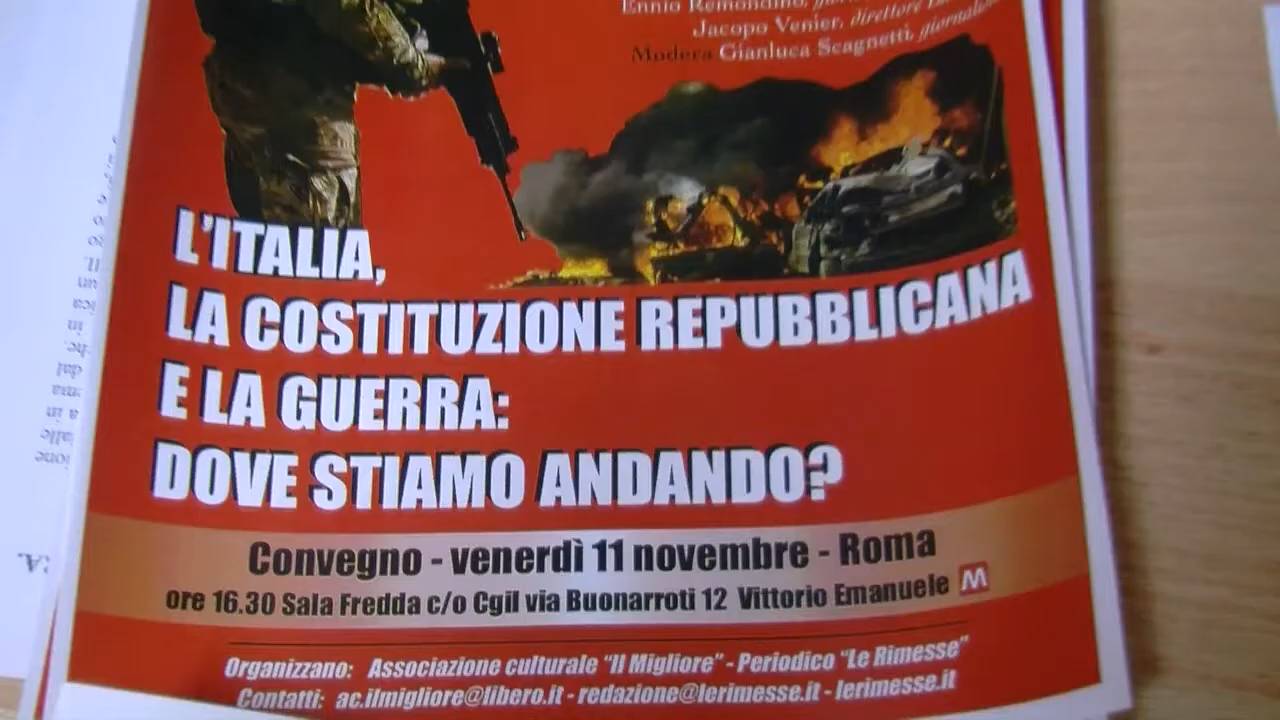 Ennio Remondino,
Jacopo Venier, direttore
Modera Gianluca Scagnetti, giornalista
L'ITALIA,
LA COSTITUZIONE REPUBBLICANA
E LA GUERRA:
DOVE STIAMO ANDANDO?
Convegno - venerdì 11 novembre - Roma
ore 16.30 Sala Fredda c/o Cgil via Buonarroti 12 Vittorio Emanuele M
Organizzano: Associazione culturale "Il Migliore" - Periodico "Le Rimesse"
Contatti: ac.ilmigliore@libero.it - redazione@lerimesse.it - lerimesse.it